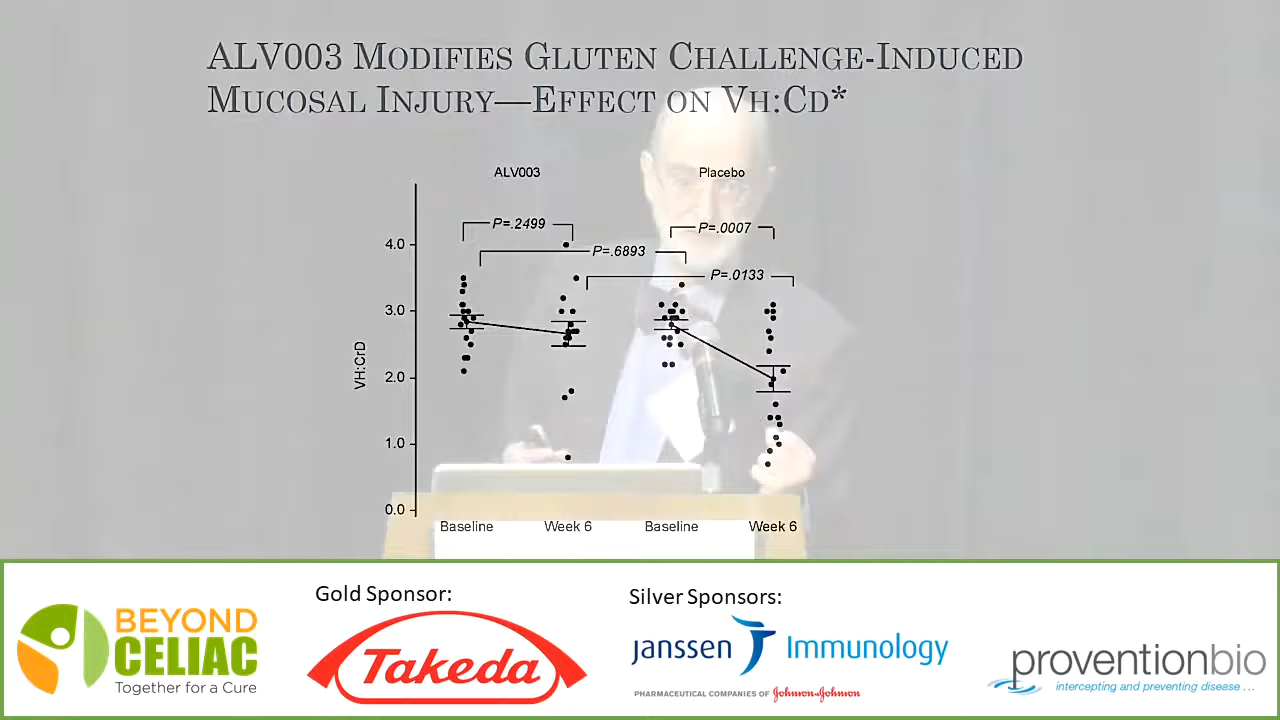 ALV003 MODIFIES GLUTEN CHALLENGE-INDUCED
MUCOSAL INJURY—EFFECT ON VH:CD*
ALV003
Placebo
P=.2499
P=.0007
P=.6893
P=.0133
4.0
3.0
2.0
1.0
0.0
VH:CrD
Baseline
Week 6
Baseline
Week 6
Gold Sponsor:
Silver Sponsors:
BEYOND
CELIAC
Together for a Cure
Takeda
janssen Immunology
PHARMACEUTICAL COMPANIES OF Johnson & Johnson
proventionbio
intercepting and preventing disease ...